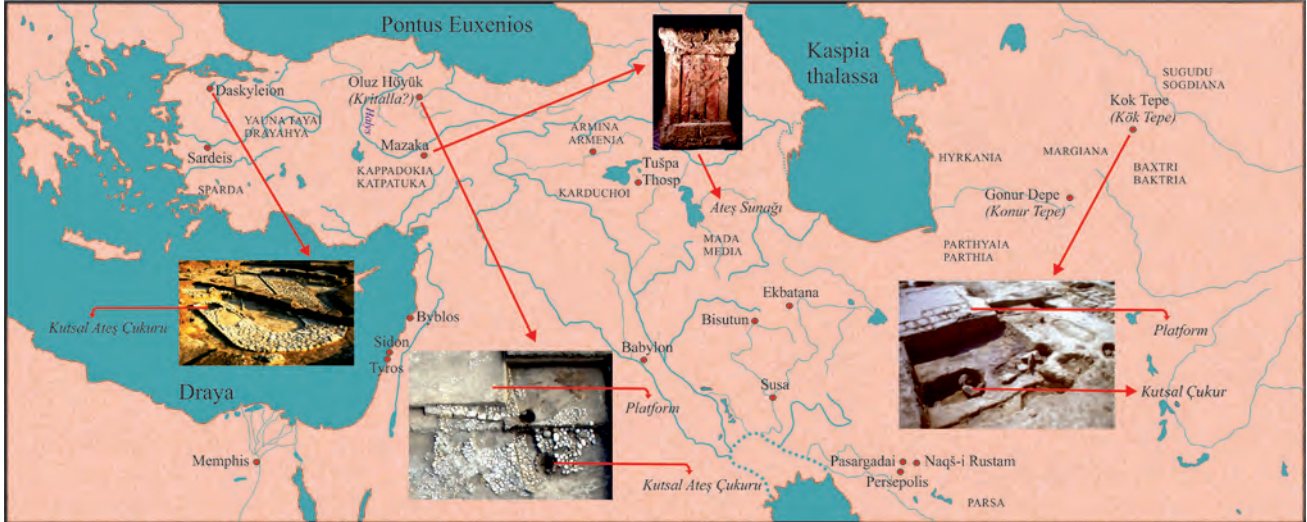 Pontus Euxenios
Kaspia
thalassa
SUGUDU
SOGDIANA
Daskyleion
Oluz Höyük
(Kritalla?)
Kok Tepe
(Kök Tepe)
YAUNA TAYAI
DRAYAHYA
Halys
ARMINA
ARMENIA
MARGIANA
HYRKANIA
BAXTRI
BAKTRIA
Sardeis
Mazaka
KAPPADOKIA
KATPATUKA
Tušpa
Thosp
SPARDA
KARDUCHOI
Gonur Depe
(Konur Tepe)
Ateş Sunağı
MADA
MEDIA
PARTHYAIA
PARTHIA
Kutsal Ateş Çukuru
Byblos
Ekbatana
Bisutun
Platform
Sidon
Tyros
Babylon
Draya
Susa
Platform
Kutsal Çukur
Memphis
Kutsal Ateş Çukuru
Pasargadai
Naqš-i Rustam
Persepolis
PARSA